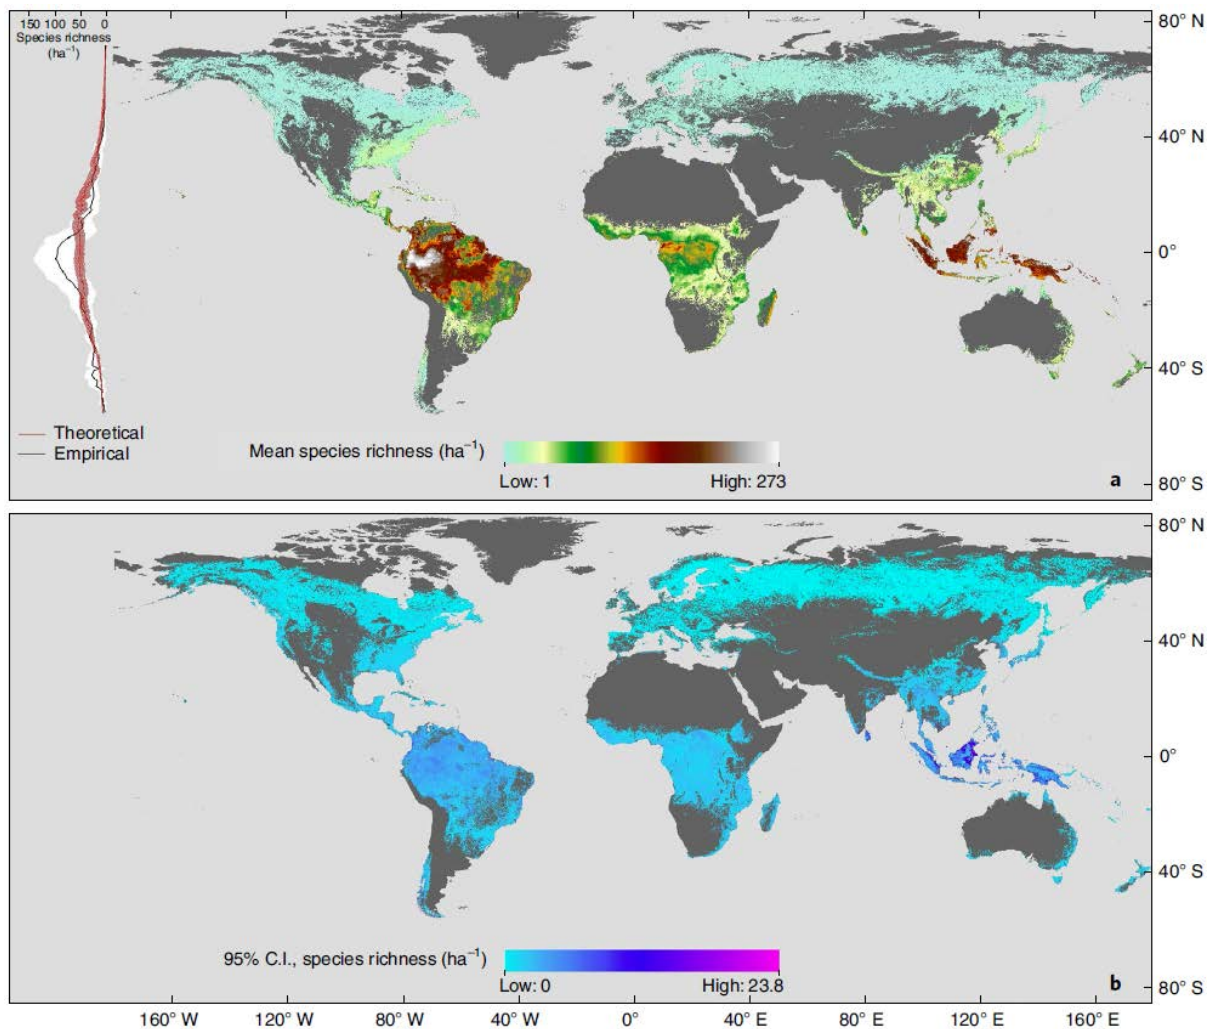 150 100 50 0
Species richness
(ha⁻¹)
80° N
40° N
0°
40° S
80° S
Theoretical
Empirical
Mean species richness (ha⁻¹)
Low: 1
High: 273
a
80° N
40° N
0°
40° S
80° S
95% C.I., species richness (ha⁻¹)
Low: 0
High: 23.8
b
160° W 120° W 80° W 40° W 0° 40° E 80° E 120° E 160° E